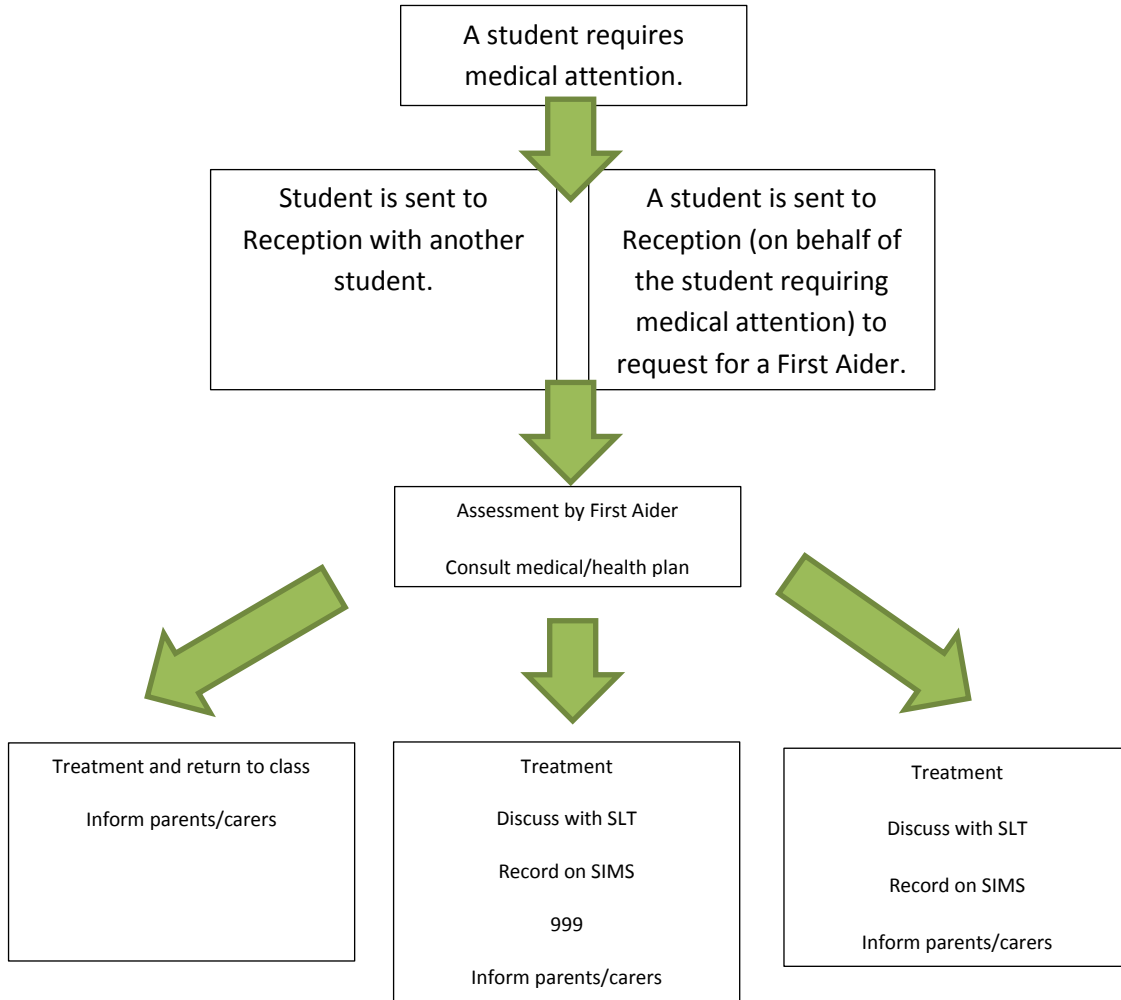 A student requires
medical attention.
Student is sent to
Reception with another
student.
A student is sent to
Reception (on behalf of
the student requiring
medical attention) to
request for a First Aider.
Assessment by First Aider
Consult medical/health plan
Treatment and return to class
Inform parents/carers
Treatment
Discuss with SLT
Record on SIMS
999
Inform parents/carers
Treatment
Discuss with SLT
Record on SIMS
Inform parents/carers